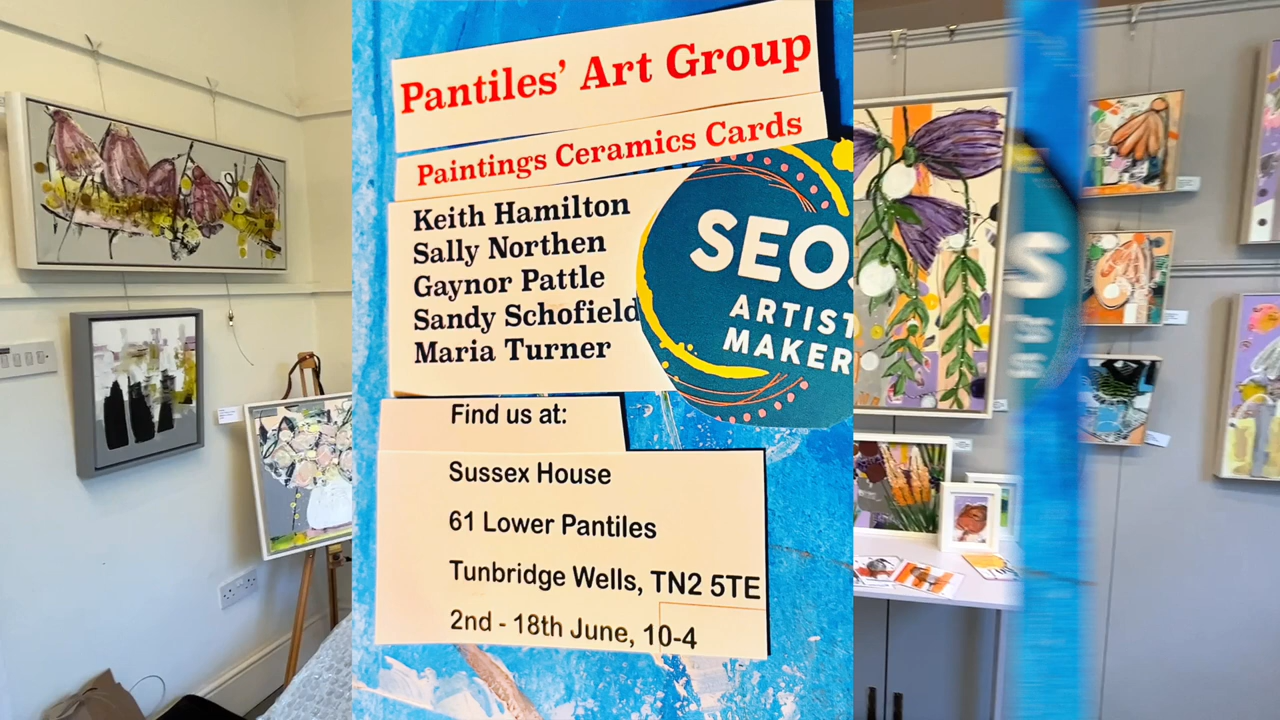 Pantiles' Art Group
Paintings Ceramics Cards
Keith Hamilton
Sally Northen
Gaynor Pattle
Sandy Schofield
Maria Turner
SEO
ARTIST
MAKER
Find us at:
Sussex House
61 Lower Pantiles
Tunbridge Wells, TN2 5TE
2nd - 18th June, 10-4
S